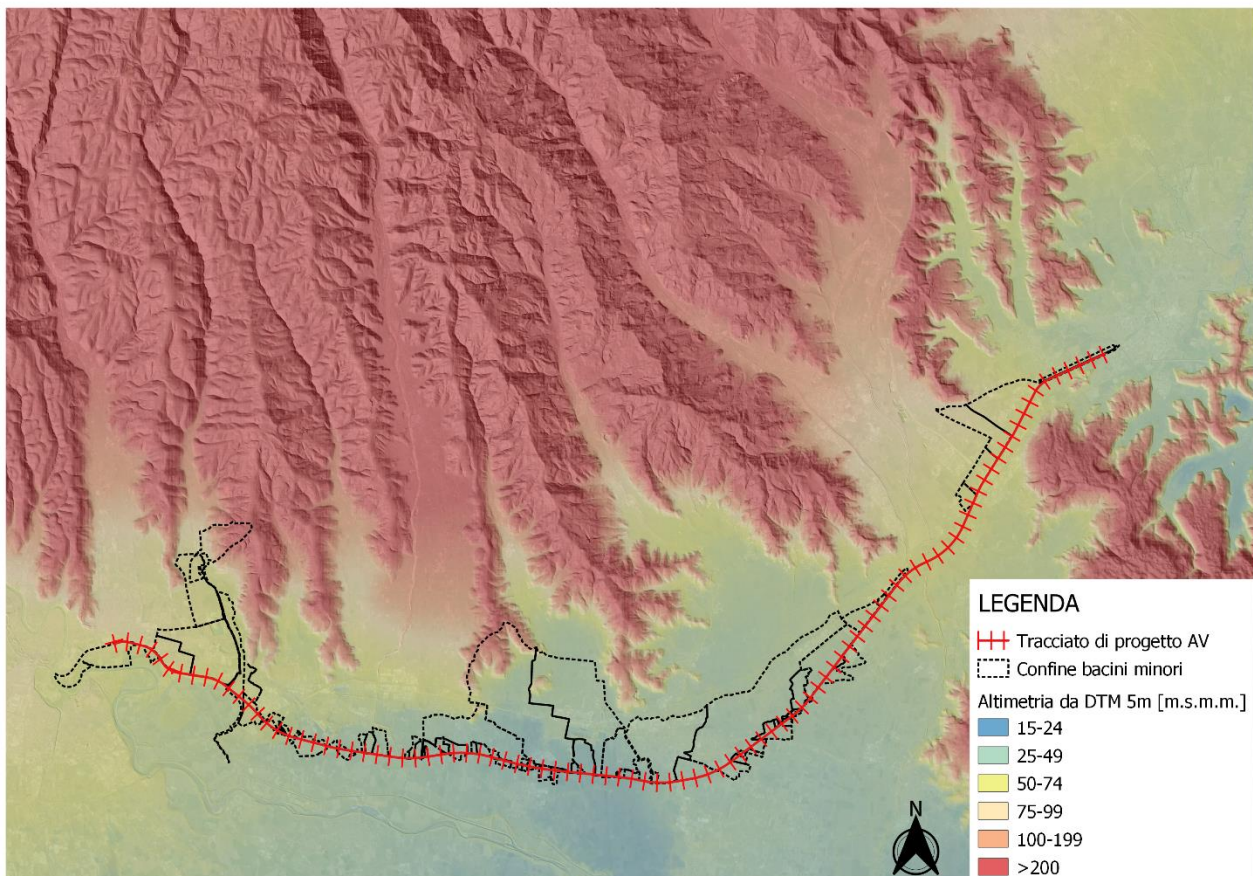 N
LEGENDA
Tracciato di progetto AV
Confine bacini minori
Altimetria da DTM 5m [m.s.m.m.]
15-24
25-49
50-74
75-99
100-199
>200